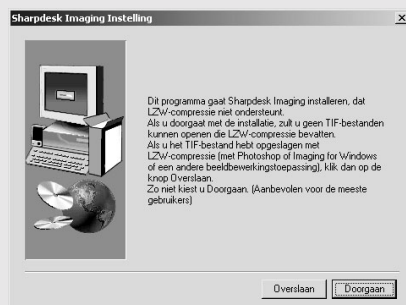 Sharpdesk Imaging Instelling
Dit programma gaat Sharpdesk Imaging installeren, dat
LZW-compressie niet ondersteunt.
Als u doorgaat met de installatie, zult u geen TIF-bestanden
kunnen openen die LZW-compressie bevatten.
Als u het TIF-bestand hebt opgeslagen met
LZW-compressie (met Photoshop of Imaging for Windows
of een andere beeldbewerkingstoepassing), klik dan op de
knop Overslaan.
Zo niet kiest u Doorgaan. (Aanbevolen voor de meeste
gebruikers)
Overslaan
Doorgaan